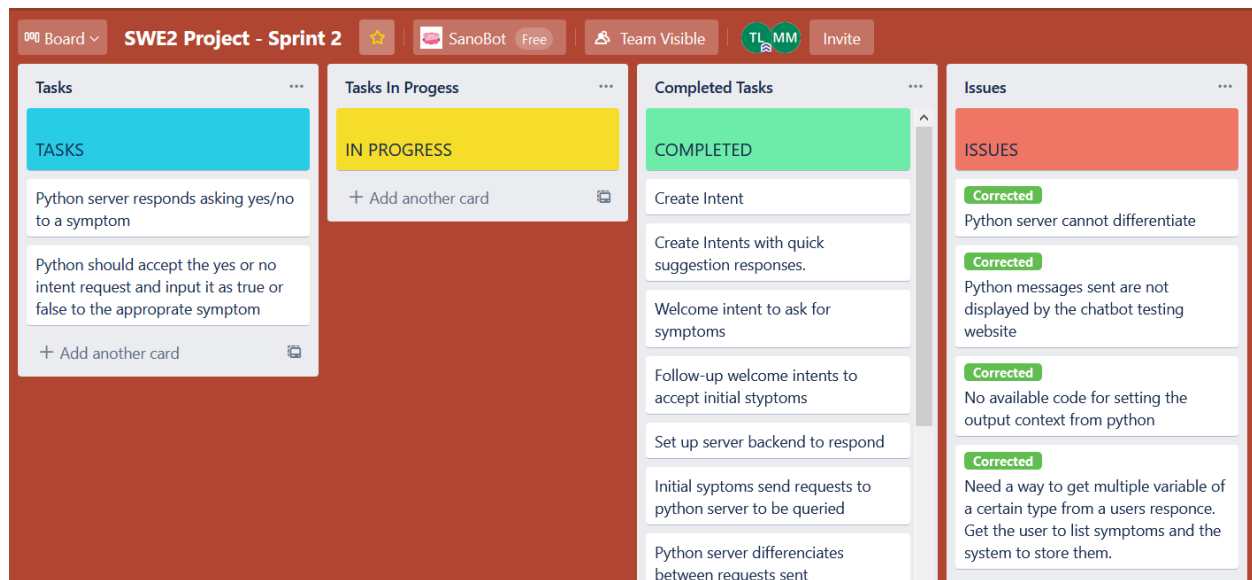 Board
SWE2 Project - Sprint 2
SanoBot Free
Team Visible
TL MM
Invite
Tasks
TASKS
Python server responds asking yes/no
to a symptom
Python should accept the yes or no
intent request and input it as true or
false to the approprate symptom
+ Add another card
Tasks In Progess
IN PROGRESS
+ Add another card
Completed Tasks
COMPLETED
Create Intent
Create Intents with quick
suggestion responses.
Welcome intent to ask for
symptoms
Follow-up welcome intents to
accept initial styptoms
Set up server backend to respond
Initial syptoms send requests to
python server to be queried
Python server differenciates
between requests sent
Issues
ISSUES
Corrected
Python server cannot differentiate
Corrected
Python messages sent are not
displayed by the chatbot testing
website
Corrected
No available code for setting the
output context from python
Corrected
Need a way to get multiple variable of
a certain type from a users responce.
Get the user to list symptoms and the
system to store them.